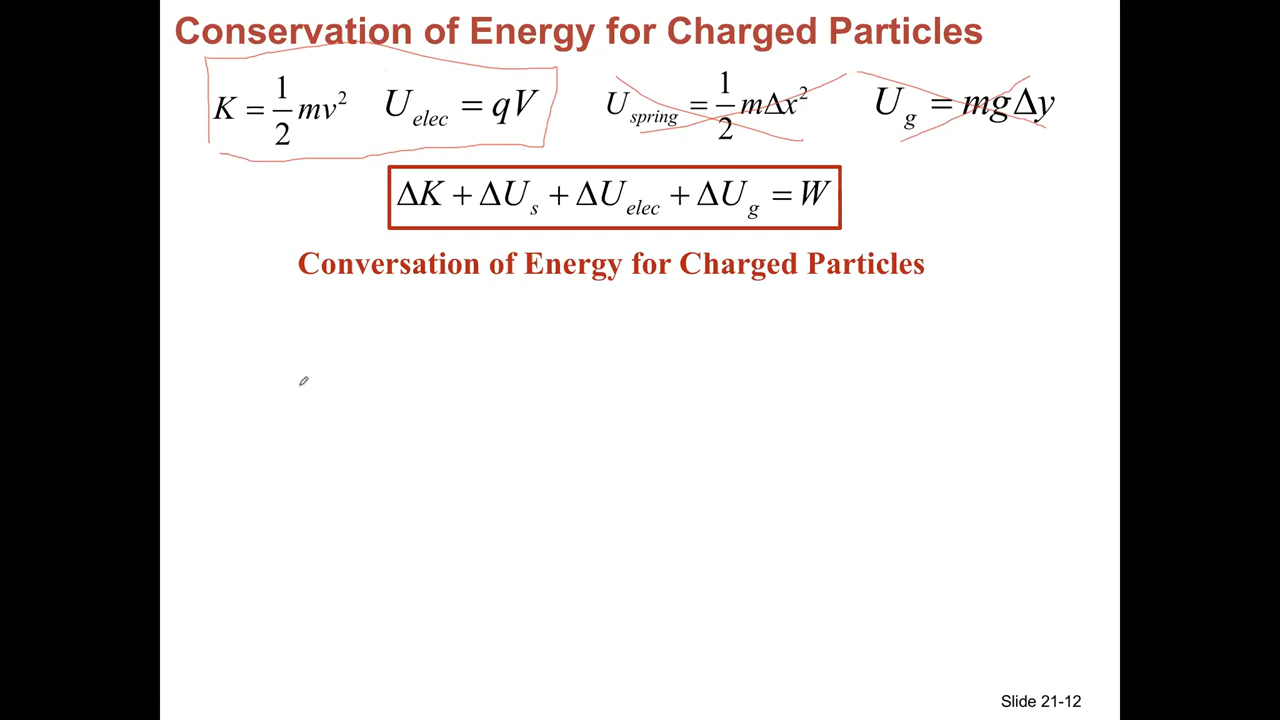 Conservation of Energy for Charged Particles
K = 1/2 mv² U_elec = qV U_spring = 1/2 mΔx² U_g = mgΔy
ΔK + ΔU_s + ΔU_elec + ΔU_g = W
Conversation of Energy for Charged Particles
Slide 21-12